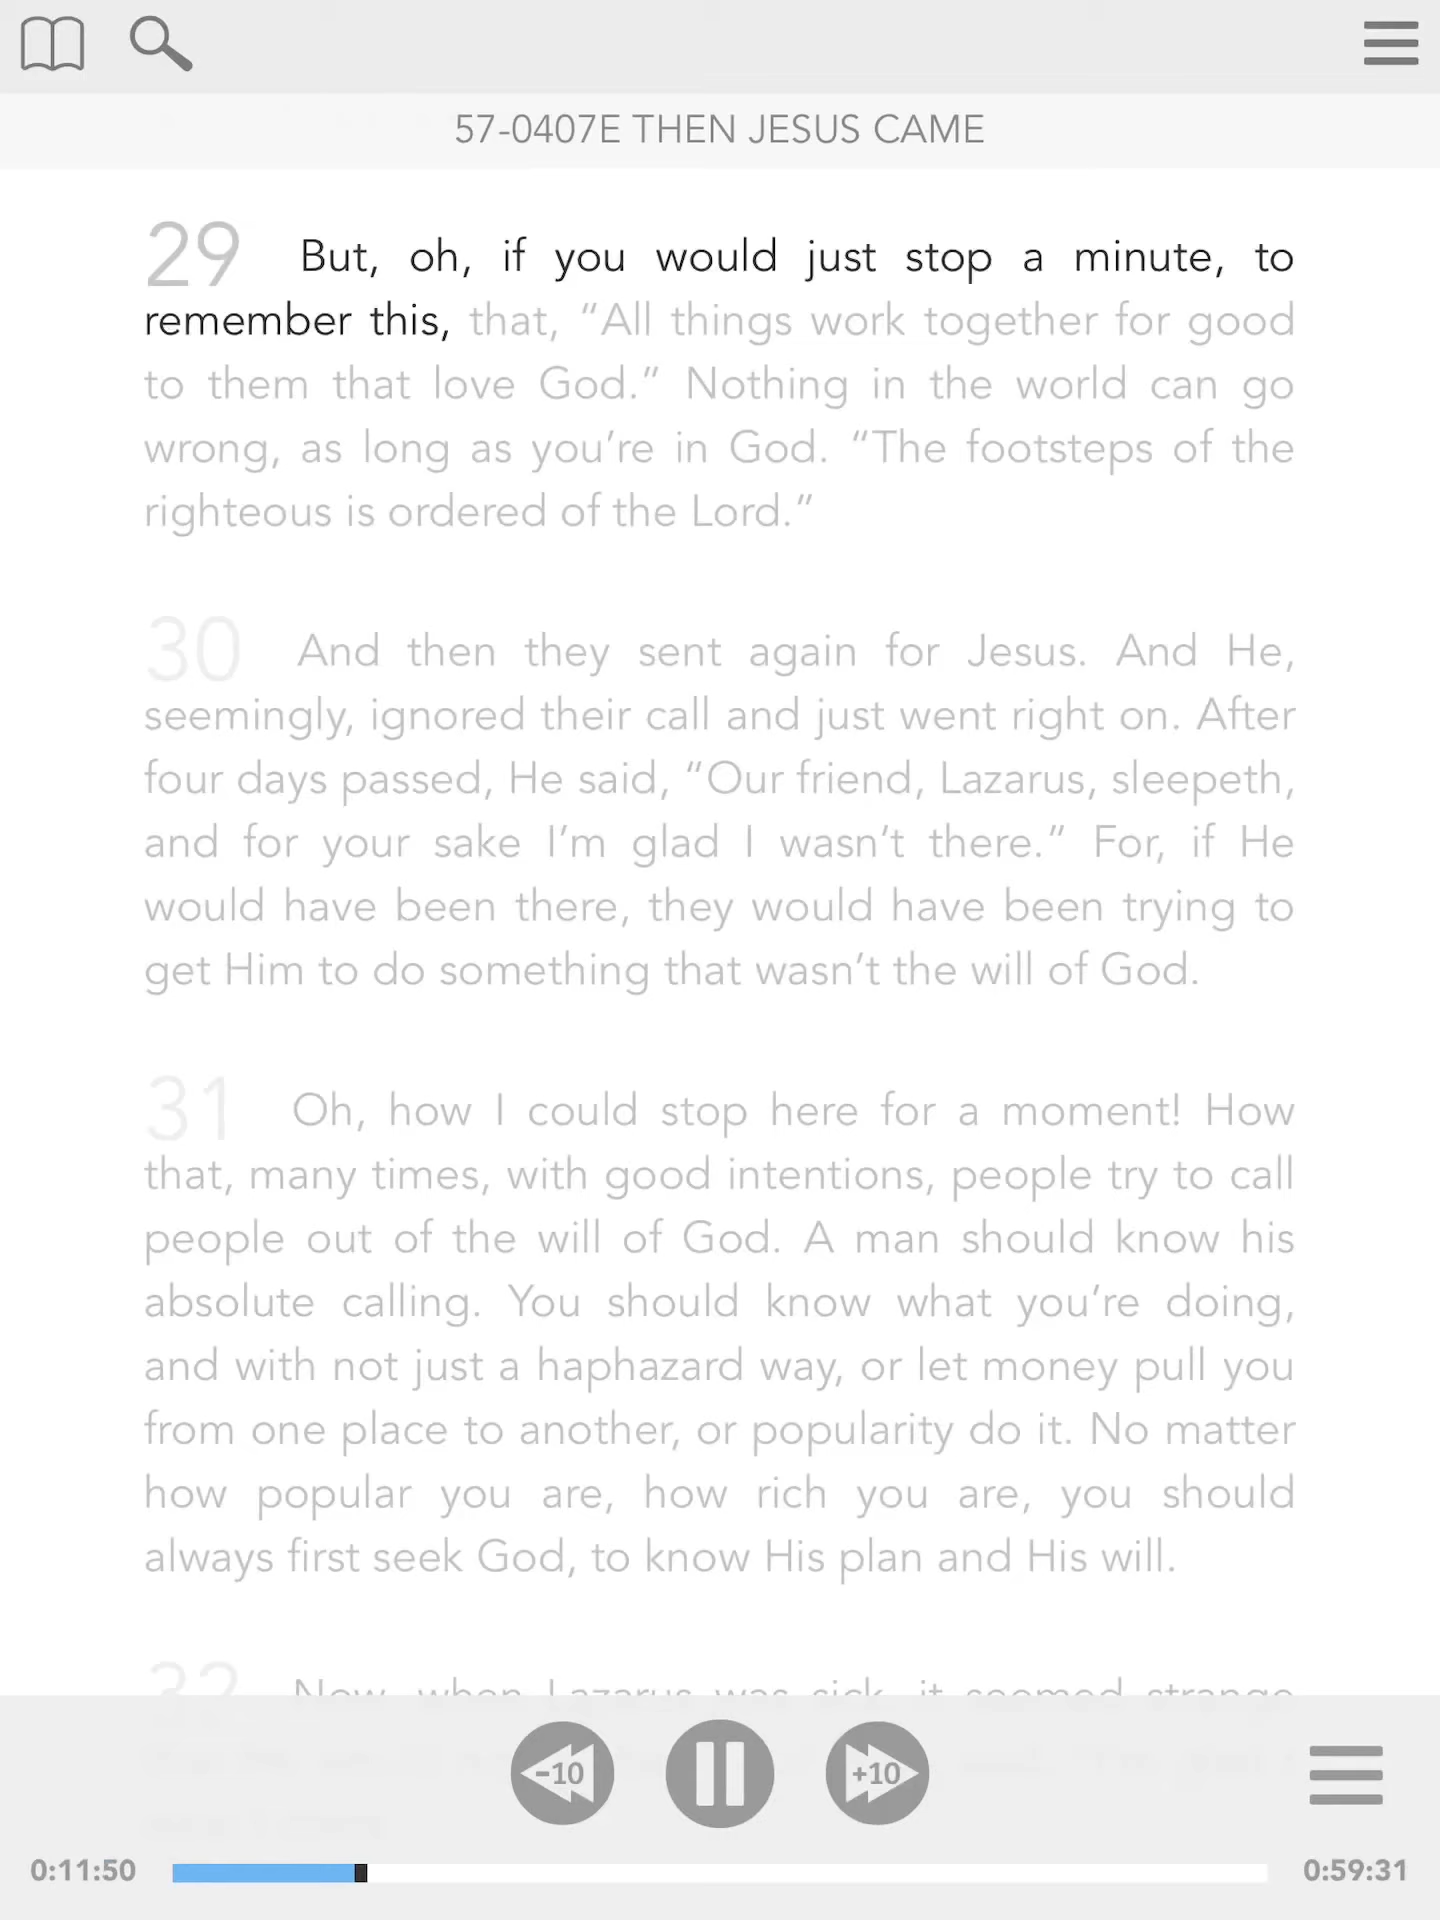 57-0407E THEN JESUS CAME
29 But, oh, if you would just stop a minute, to
remember this, that, “All things work together for good
to them that love God.” Nothing in the world can go
wrong, as long as you’re in God. “The footsteps of the
righteous is ordered of the Lord.”
30 And then they sent again for Jesus. And He,
seemingly, ignored their call and just went right on. After
four days passed, He said, “Our friend, Lazarus, sleepeth,
and for your sake I’m glad I wasn’t there.” For, if He
would have been there, they would have been trying to
get Him to do something that wasn’t the will of God.
31 Oh, how I could stop here for a moment! How
that, many times, with good intentions, people try to call
people out of the will of God. A man should know his
absolute calling. You should know what you’re doing,
and with not just a haphazard way, or let money pull you
from one place to another, or popularity do it. No matter
how popular you are, how rich you are, you should
always first seek God, to know His plan and His will.
32 Now, when Lazarus was sick, it seemed strange
-10 +10
0:11:50 0:59:31